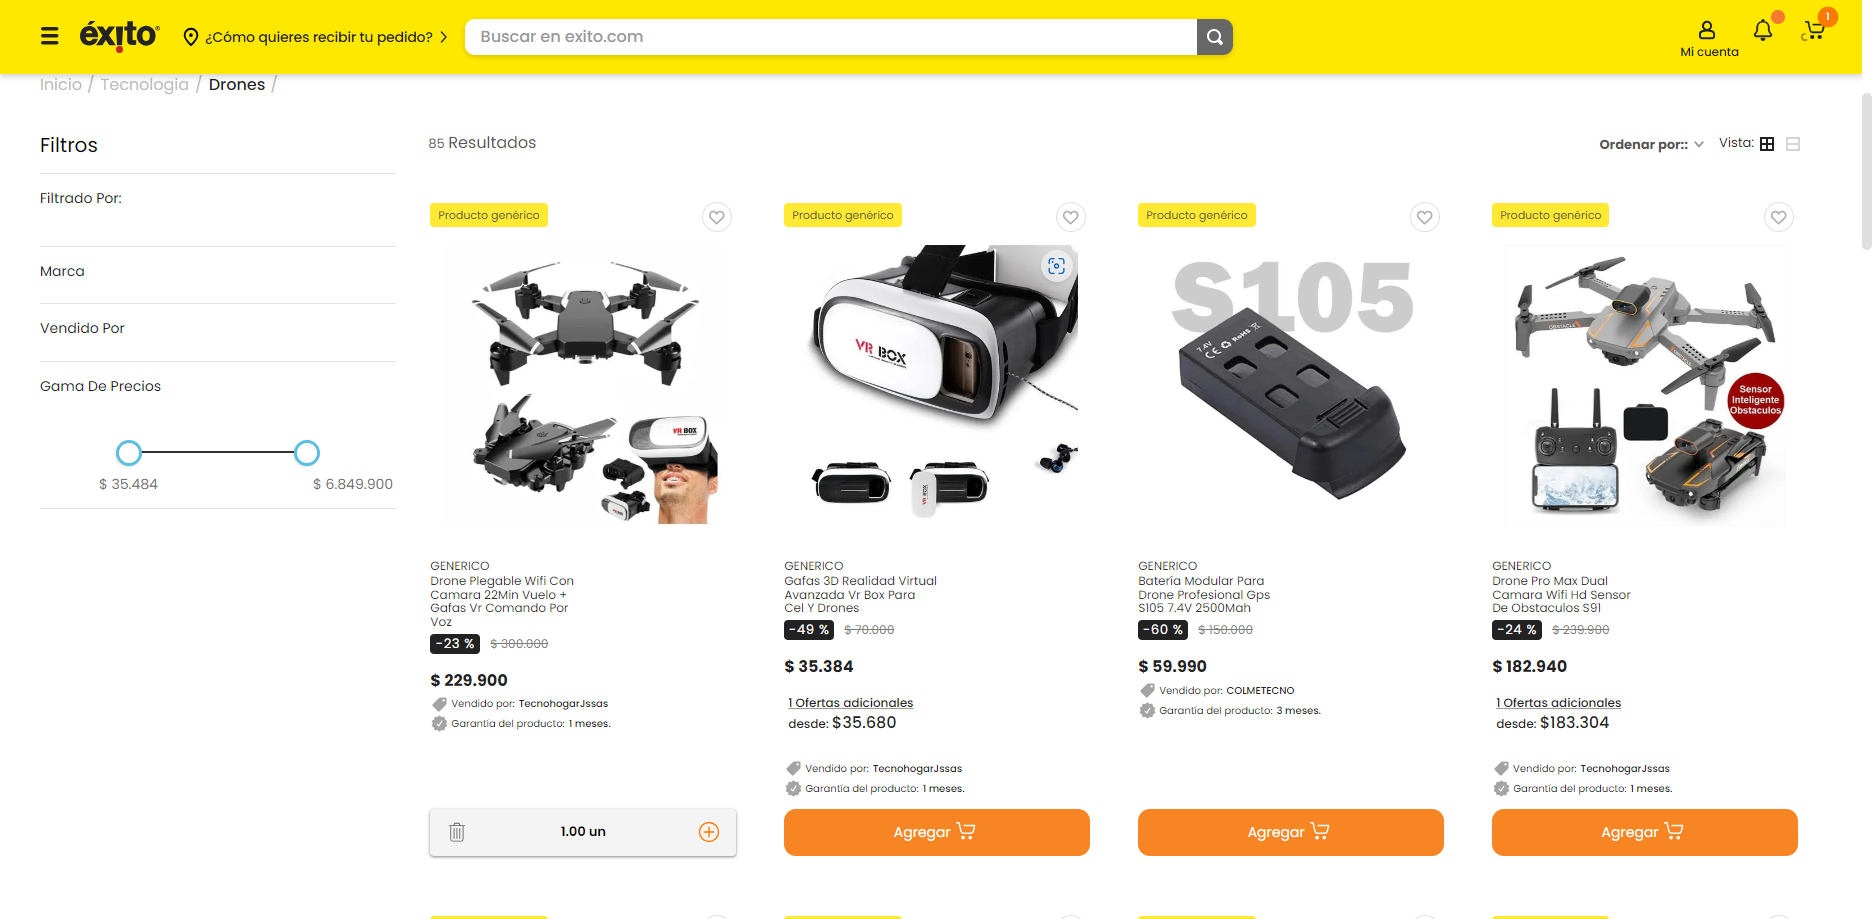 éxito
¿Cómo quieres recibir tu pedido?
Buscar en exito.com
Mi cuenta
1
Inicio / Tecnologia / Drones /
Filtros
Filtrado Por:
Marca
Vendido Por
Gama De Precios
$ 35.484
$ 6.849.900
85 Resultados
Ordenar por::
Vista:
Producto genérico
VR BOX
GENERICO
Drone Plegable Wifi Con
Camara 22Min Vuelo +
Gafas Vr Comando Por
Voz
-23 % $ 300.000
$ 229.900
Vendido por: TecnohogarJssas
Garantía del producto: 1 meses.
1.00 un
Producto genérico
VR BOX
GENERICO
Gafas 3D Realidad Virtual
Avanzada Vr Box Para
Cel Y Drones
-49 % $ 70.000
$ 35.384
1 Ofertas adicionales
desde: $35.680
Vendido por: TecnohogarJssas
Garantía del producto: 1 meses.
Agregar
Producto genérico
S105
7.4V
CE RoHS
GENERICO
Batería Modular Para
Drone Profesional Gps
S105 7.4V 2500Mah
-60 % $ 150.000
$ 59.990
Vendido por: COLMETECNO
Garantía del producto: 3 meses.
Agregar
Producto genérico
OBSTACLE
Sensor
Inteligente
Obstaculos
GENERICO
Drone Pro Max Dual
Camara Wifi Hd Sensor
De Obstaculos S91
-24 % $ 239.900
$ 182.940
1 Ofertas adicionales
desde: $183.304
Vendido por: TecnohogarJssas
Garantía del producto: 1 meses.
Agregar